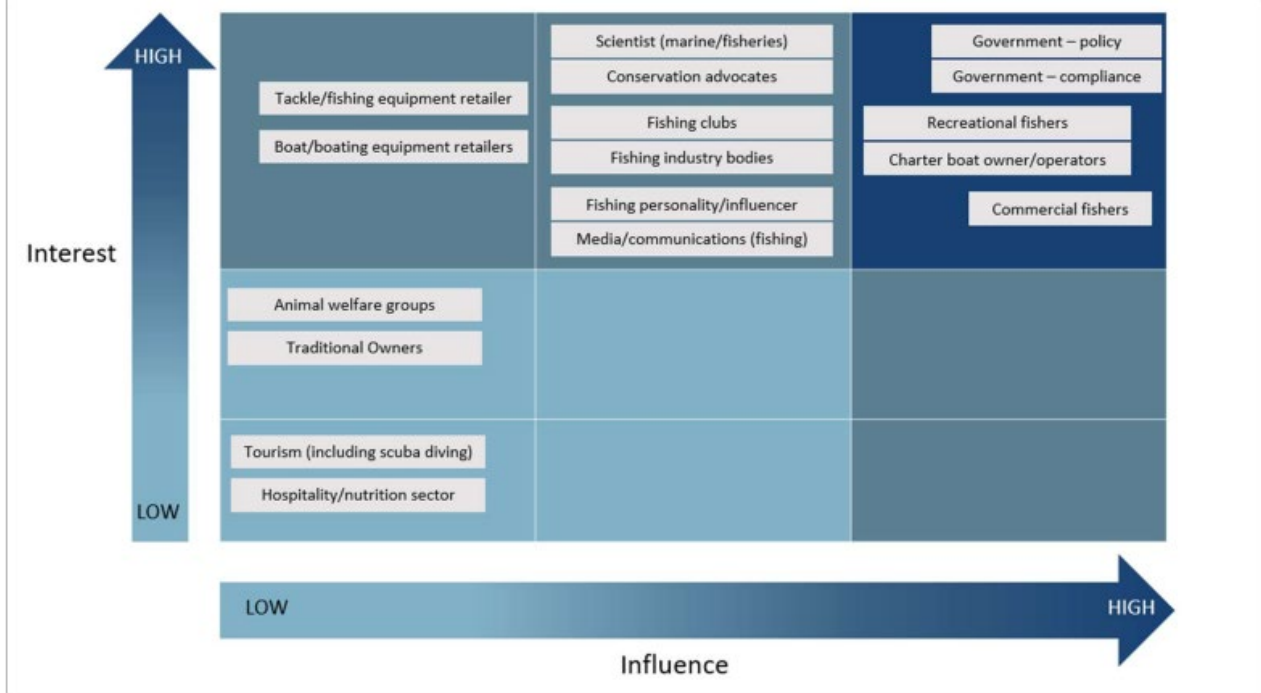 HIGH
Scientist (marine/fisheries)
Government – policy
Conservation advocates
Government – compliance
Tackle/fishing equipment retailer
Fishing clubs
Recreational fishers
Boat/boating equipment retailers
Fishing industry bodies
Charter boat owner/operators
Fishing personality/influencer
Commercial fishers
Media/communications (fishing)
Interest
Animal welfare groups
Traditional Owners
Tourism (including scuba diving)
Hospitality/nutrition sector
LOW
LOW
HIGH
Influence